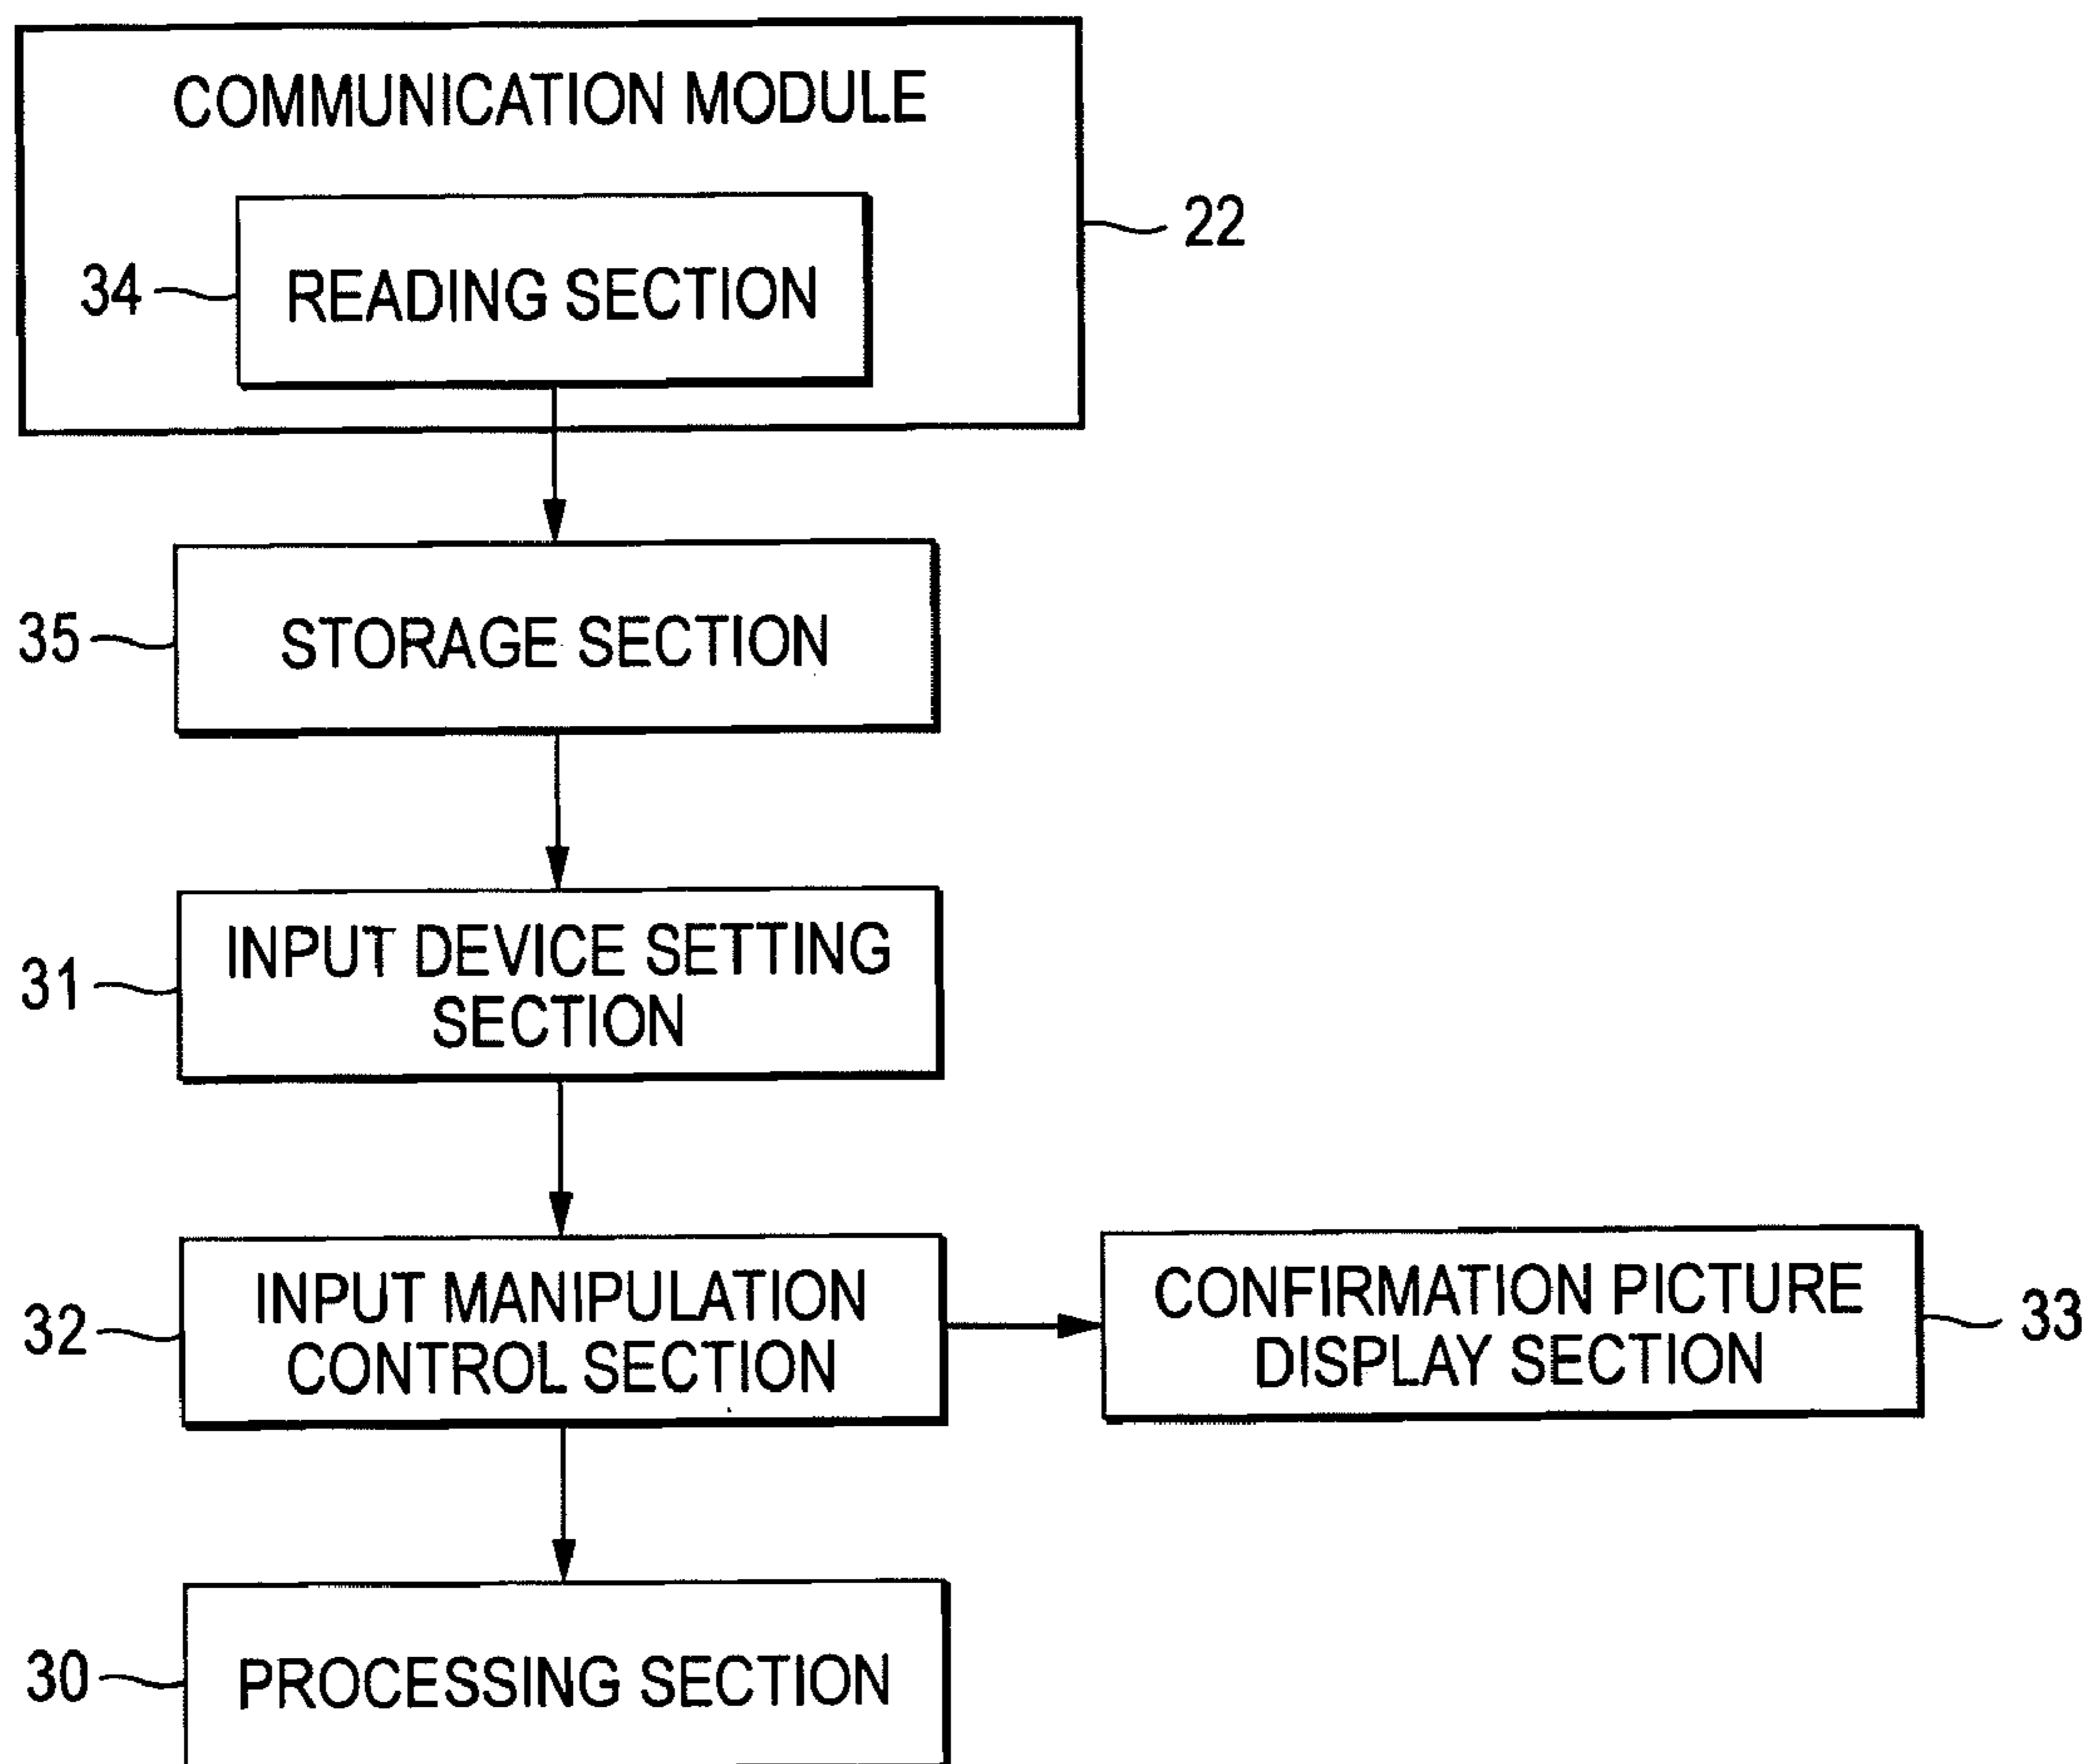 COMMUNICATION MODULE
22
34
READING SECTION
35
STORAGE SECTION
31
INPUT DEVICE SETTING
SECTION
32
INPUT MANIPULATION
CONTROL SECTION
CONFIRMATION PICTURE
DISPLAY SECTION
33
30
PROCESSING SECTION